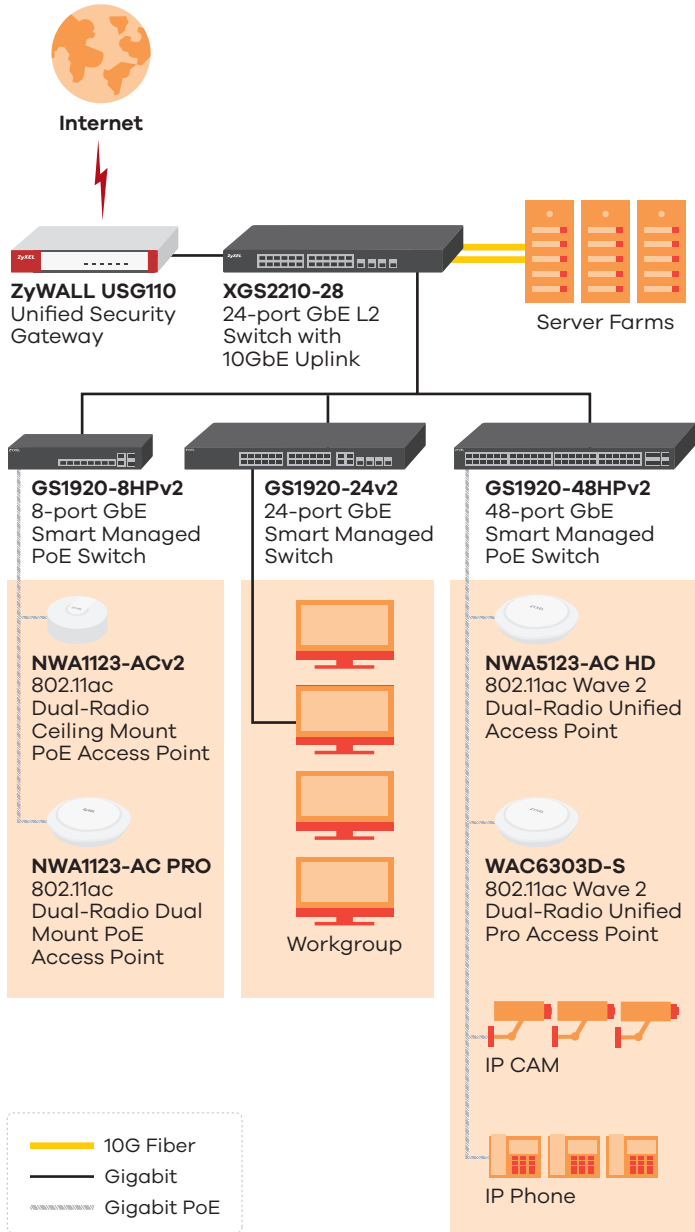 Internet
ZyXEL
ZyWALL USG110
Unified Security
Gateway
ZyXEL
XGS2210-28
24-port GbE L2
Switch with
10GbE Uplink
Server Farms
GS1920-8HPv2
8-port GbE
Smart Managed
PoE Switch
GS1920-24v2
24-port GbE
Smart Managed
Switch
GS1920-48HPv2
48-port GbE
Smart Managed
PoE Switch
NWA1123-ACv2
802.11ac
Dual-Radio
Ceiling Mount
PoE Access Point
NWA1123-AC PRO
802.11ac
Dual-Radio Dual
Mount PoE
Access Point
Workgroup
NWA5123-AC HD
802.11ac Wave 2
Dual-Radio Unified
Access Point
WAC6303D-S
802.11ac Wave 2
Dual-Radio Unified
Pro Access Point
IP CAM
IP Phone
10G Fiber
Gigabit
Gigabit PoE